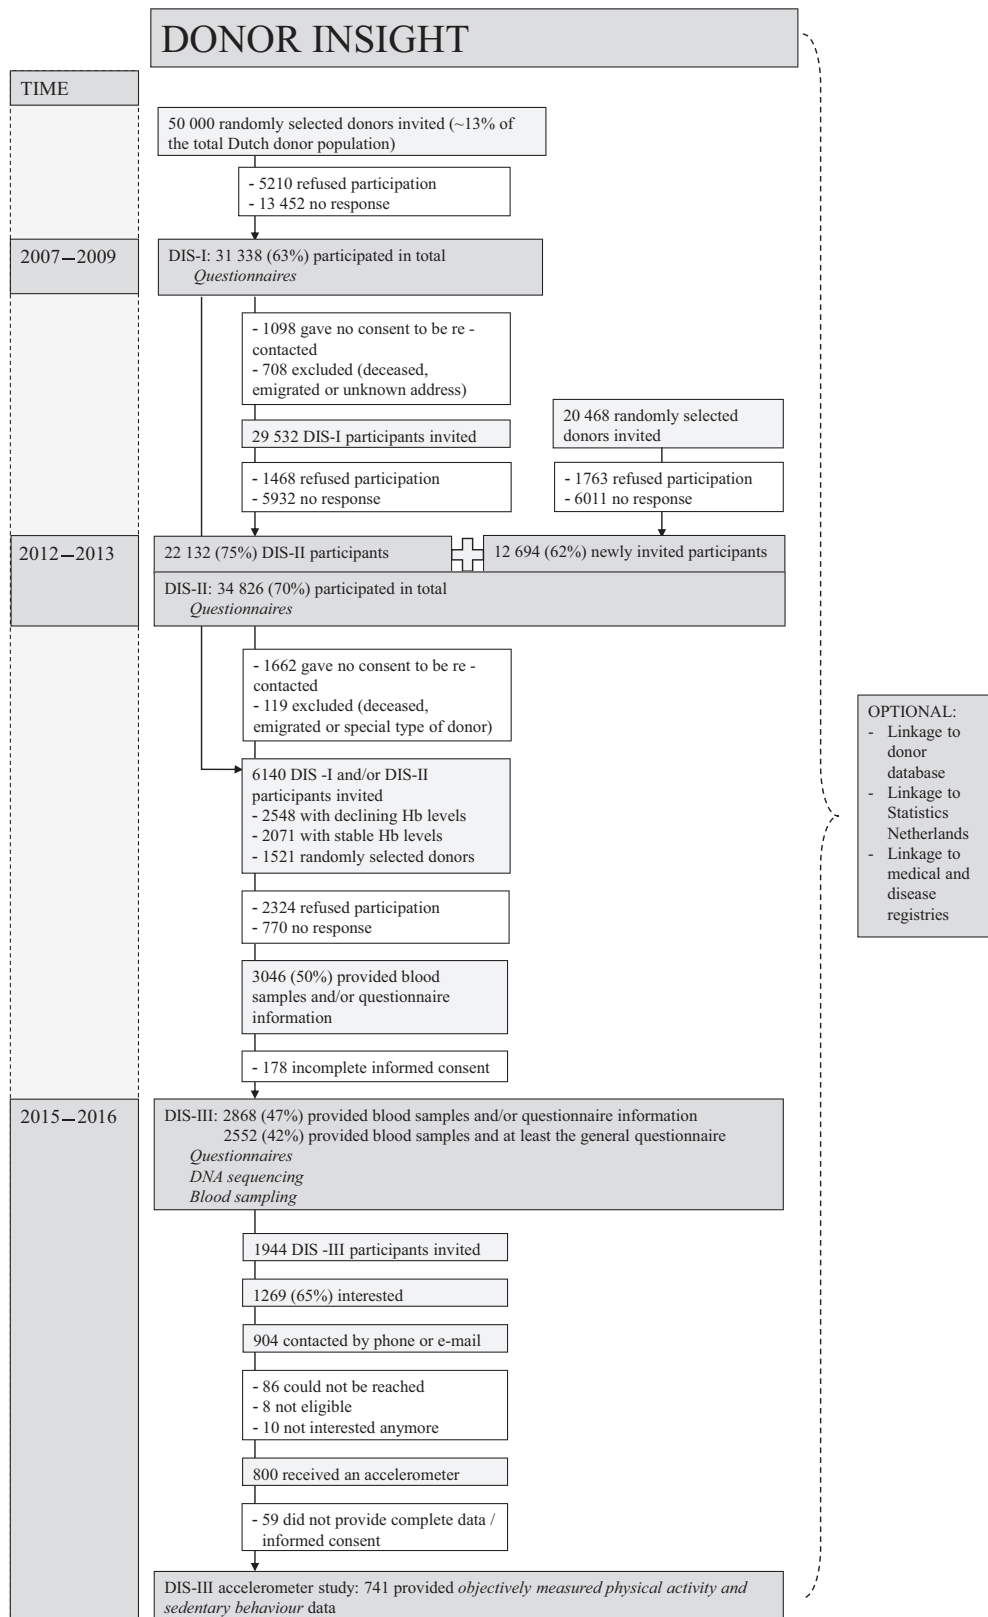 DONOR INSIGHT
TIME
50 000 randomly selected donors invited (~13% of
the total Dutch donor population)
- 5210 refused participation
- 13 452 no response
2007–2009
DIS-I: 31 338 (63%) participated in total
Questionnaires
- 1098 gave no consent to be re -
contacted
- 708 excluded (deceased,
emigrated or unknown address)
29 532 DIS-I participants invited
20 468 randomly selected
donors invited
- 1468 refused participation
- 5932 no response
- 1763 refused participation
- 6011 no response
2012–2013
22 132 (75%) DIS-II participants
12 694 (62%) newly invited participants
DIS-II: 34 826 (70%) participated in total
Questionnaires
- 1662 gave no consent to be re -
contacted
- 119 excluded (deceased,
emigrated or special type of donor)
6140 DIS -I and/or DIS-II
participants invited
- 2548 with declining Hb levels
- 2071 with stable Hb levels
- 1521 randomly selected donors
- 2324 refused participation
- 770 no response
3046 (50%) provided blood
samples and/or questionnaire
information
- 178 incomplete informed consent
2015–2016
DIS-III: 2868 (47%) provided blood samples and/or questionnaire information
2552 (42%) provided blood samples and at least the general questionnaire
Questionnaires
DNA sequencing
Blood sampling
1944 DIS -III participants invited
1269 (65%) interested
904 contacted by phone or e-mail
- 86 could not be reached
- 8 not eligible
- 10 not interested anymore
800 received an accelerometer
- 59 did not provide complete data /
informed consent
DIS-III accelerometer study: 741 provided objectively measured physical activity and
sedentary behaviour data
OPTIONAL:
- Linkage to
donor
database
- Linkage to
Statistics
Netherlands
- Linkage to
medical and
disease
registries